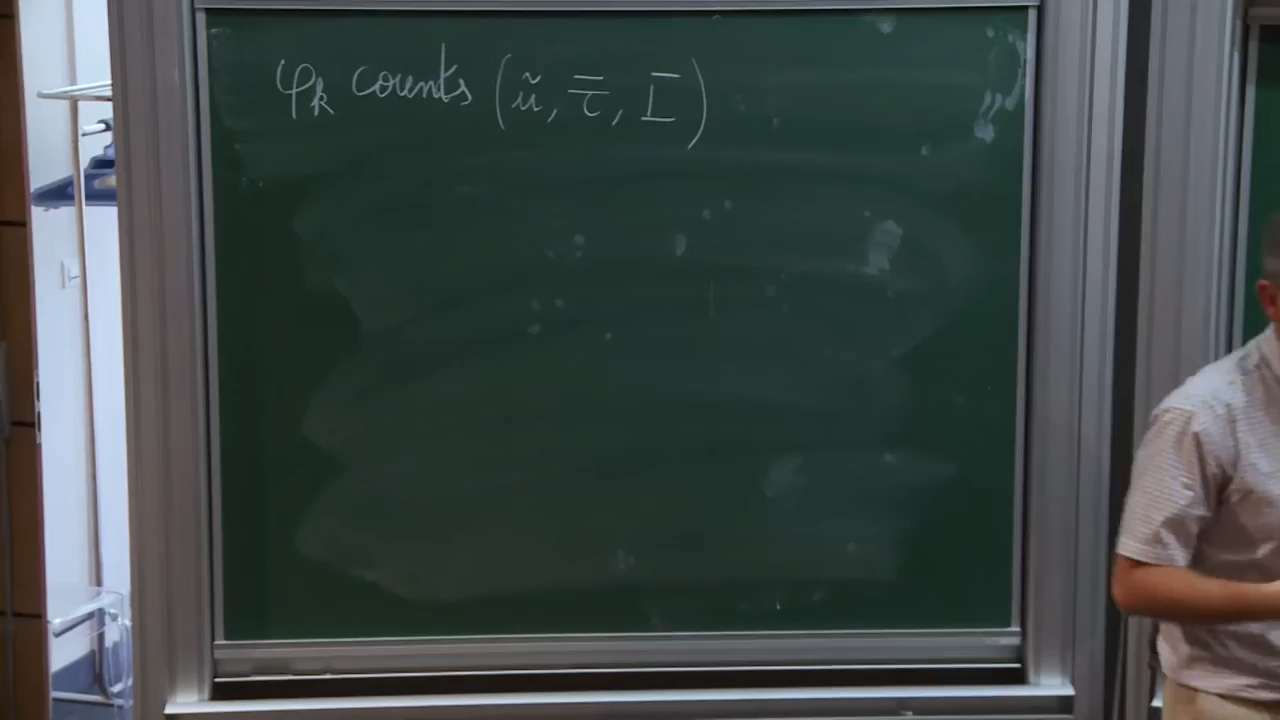 φ_k counts (ũ, τ̄, L̄)